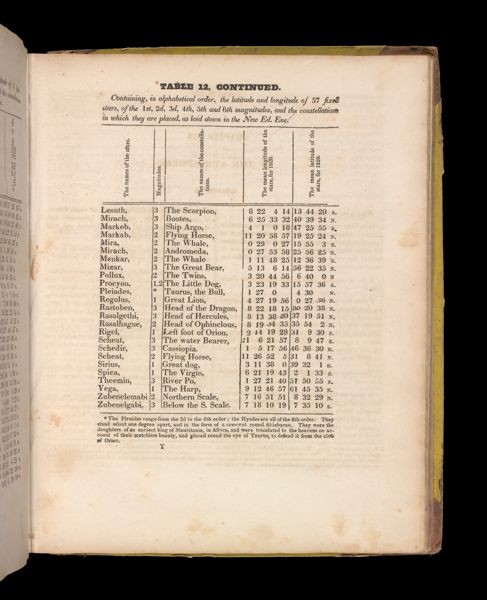 TABLE 12, CONTINUED.
Containing, in alphabetical order, the latitude and longitude of 57 fixed
stars, of the 1st, 2d, 3d, 4th, 5th and 6th magnitudes, and the constellations
in which they are placed, as laid down in the New Ed. Enc.
The names of the stars.
Magnitudes.
The names of the constellations.
The mean longitude of the stars, for 1820.
The mean latitude of the stars, for 1820.
Lesuth, 3 The Scorpion, 8 22 4 14 13 44 20 S.
Mirach, 3 Bootes, 6 25 33 32 40 39 34 N.
Markeb, 3 Ship Argo, 4 1 0 18 47 25 55 S.
Markab, 2 Flying Horse, 11 20 58 57 19 25 24 N.
Mira, 2 The Whale, 0 29 0 27 15 55 3 S.
Mirach, 2 Andromeda, 0 27 53 58 25 56 25 N.
Menkar, 2 The Whale 1 11 48 25 12 36 39 S.
Mizar, 3 The Great Bear, 5 13 6 14 56 22 35 N.
Pollux, 2 The Twins, 3 20 44 56 6 40 0 N
Procyon, 1.2 The Little Dog, 3 23 19 33 15 57 36 S.
Pleiades, * Taurus, the Bull, 1 27 0 4 30 N.
Regulus, 1 Great Lion, 4 27 19 56 0 27 36 N.
Rastoben, 3 Head of the Dragon, 8 22 18 15 80 20 38 N.
Rasalgethi, 3 Head of Hercules, 8 13 38 20 37 19 51 N.
Rasalhague, 2 Head of Ophinclous, 8 19 54 35 35 54 2 N.
Rigel, 1 Left foot of Orion, 2 14 19 29 31 9 30 S.
Scheat, 3 The water Bearer, 11 6 21 57 8 9 47 S.
Schedir, 3 Cassiopia, 1 5 17 56 46 36 30 N.
Scheat, 2 Flying Horse, 11 26 52 5 31 8 41 N.
Sirius, 1 Great dog, 3 11 38 0 39 32 1 S.
Spica, 1 The Virgin, 6 21 19 43 2 1 33 S.
Theemin, 3 River Po, 1 27 21 40 51 50 55 S.
Vega, 1 The Harp, 9 12 46 57 61 45 35 N.
Zubenelemabi 2 Northern Scale, 7 16 51 51 8 32 29 N.
Zubenelgabi, 3 Below the S. Scale. 7 18 10 19 7 35 10 S.
* The Pleiades range from the 3d to the 6th order; the Hyades are all of the 6th order. They
stand about one degree apart, and in the form of a crescent round Aldebaran. They were the
daughters of an ancient king of Mauritania, in Africa, and were translated to the heavens on account
of their matchless beauty, and placed round the eye of Taurus, to defend it from the club
of Orion.
Y